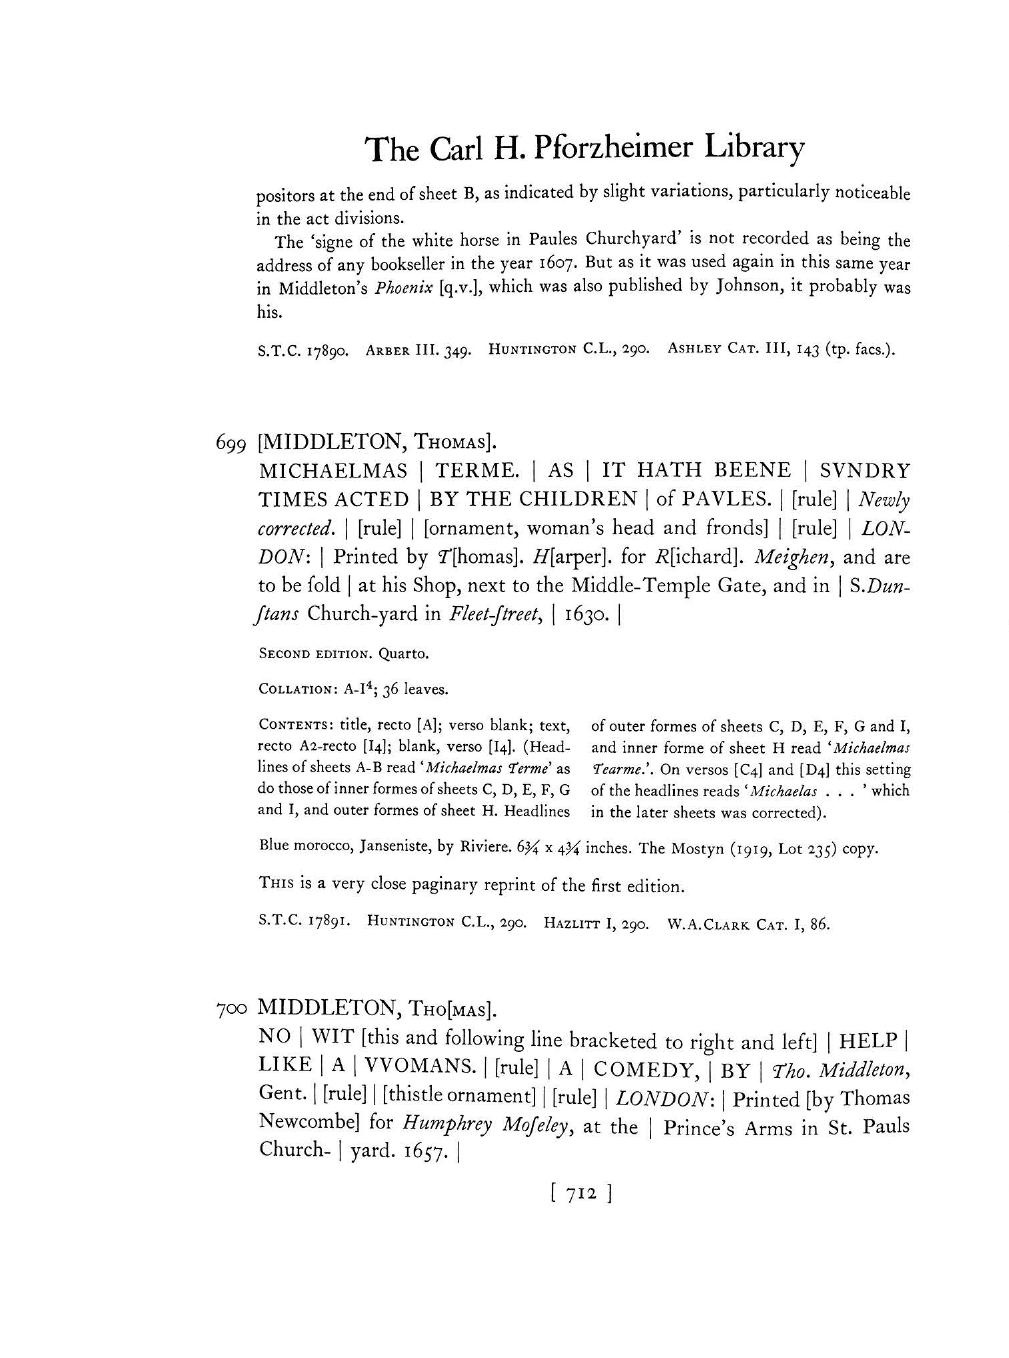 The Carl H. Pforzheimer Library
positors at the end of sheet B, as indicated by slight variations, particularly noticeable
in the act divisions.
The ‘signe of the white horse in Paules Churchyard’ is not recorded as being the
address of any bookseller in the year 1607. But as it was used again in this same year
in Middleton's Phoenix [q.v.], which was also published by Johnson, it probably was
his.
S.T.C. 17890. ARBER III. 349. HUNTINGTON C.L., 290. ASHLEY CAT. III, 143 (tp. facs.).
699 [MIDDLETON, THOMAS].
MICHAELMAS | TERME. | AS | IT HATH BEENE | SVNDRY
TIMES ACTED | BY THE CHILDREN | of PAVLES. | [rule] | Newly
corrected. | [rule] | [ornament, woman's head and fronds] | [rule] | LON-
DON: | Printed by T[homas]. H[arper]. for R[ichard]. Meighen, and are
to be ſold | at his Shop, next to the Middle-Temple Gate, and in | S.Dun-
ſtans Church-yard in Fleet-ſtreet, | 1630. |
SECOND EDITION. Quarto.
COLLATION: A-I⁴; 36 leaves.
CONTENTS: title, recto [A]; verso blank; text,
recto A2-recto [I4]; blank, verso [I4]. (Head-
lines of sheets A-B read ‘Michaelmas Terme’ as
do those of inner formes of sheets C, D, E, F, G
and I, and outer formes of sheet H. Headlines
of outer formes of sheets C, D, E, F, G and I,
and inner forme of sheet H read ‘Michaelmas
Tearme.’. On versos [C4] and [D4] this setting
of the headlines reads ‘Michaelas . . . ’ which
in the later sheets was corrected).
Blue morocco, Janseniste, by Riviere. 6¾ x 4¾ inches. The Mostyn (1919, Lot 235) copy.
THIS is a very close paginary reprint of the first edition.
S.T.C. 17891. HUNTINGTON C.L., 290. HAZLITT I, 290. W.A.CLARK CAT. I, 86.
700 MIDDLETON, THO[MAS].
NO | WIT [this and following line bracketed to right and left] | HELP |
LIKE | A | VVOMANS. | [rule] | A | COMEDY, | BY | Tho. Middleton,
Gent. | [rule] | [thistle ornament] | [rule] | LONDON: | Printed [by Thomas
Newcombe] for Humphrey Moſeley, at the | Prince's Arms in St. Pauls
Church- | yard. 1657. |
[ 712 ]